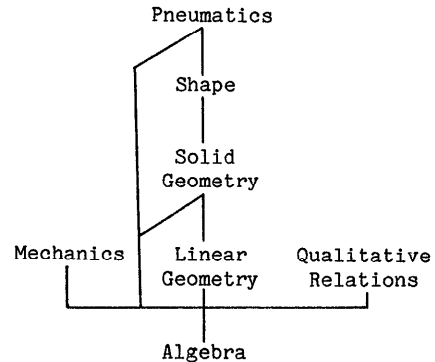 Pneumatics
Shape
Solid
Geometry
Mechanics
Linear
Geometry
Qualitative
Relations
Algebra